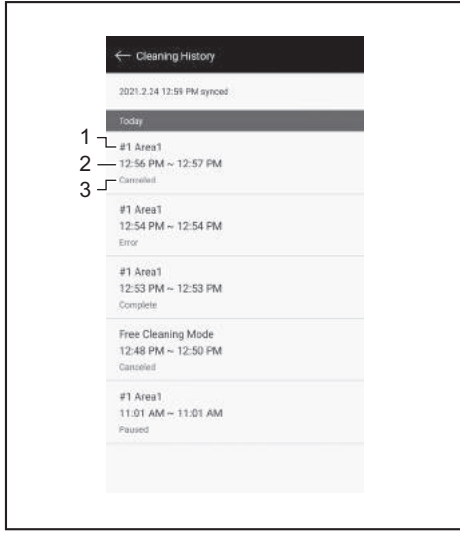 ← Cleaning History
2021.2.24 12:59 PM synced
Today
1
#1 Area1
2
12:56 PM ~ 12:57 PM
3
Canceled
#1 Area1
12:54 PM ~ 12:54 PM
Error
#1 Area1
12:53 PM ~ 12:53 PM
Complete
Free Cleaning Mode
12:48 PM ~ 12:50 PM
Canceled
#1 Area1
11:01 AM ~ 11:01 AM
Paused